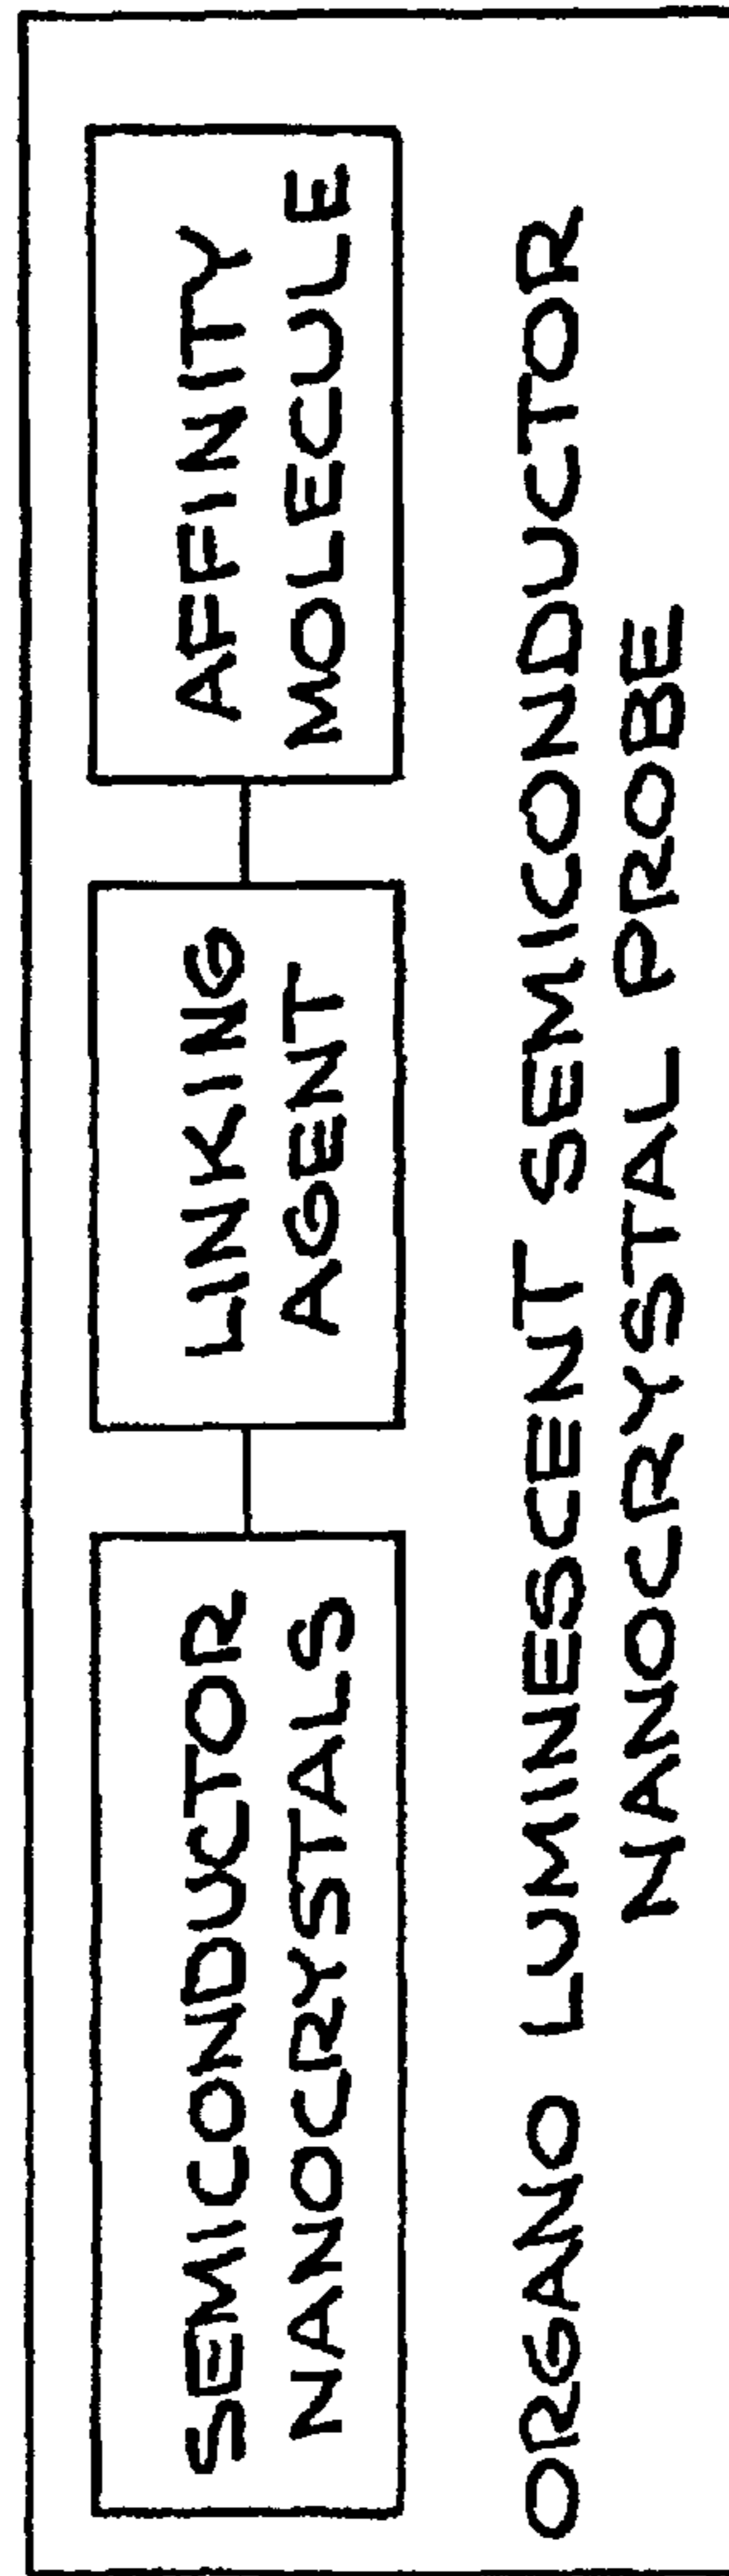 SEMICONDUCTOR
NANOCRYSTALS
LINKING
AGENT
AFFINITY
MOLECULE
ORGANO LUMINESCENT SEMICONDUCTOR
NANOCRYSTAL PROBE